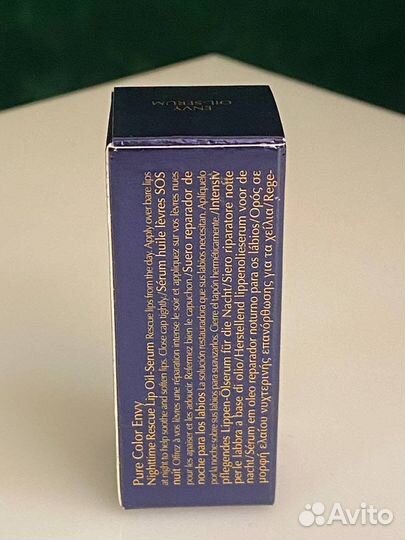 ENVY
OIL-SERUM
Pure Color Envy
Nighttime Rescue Lip Oil-Serum Rescue lips from the day. Apply over bare lips
at night to help soothe and soften lips. Close cap tightly./Sérum huile lèvres SOS
nuit Offrez à vos lèvres une réparation intense le soir et appliquez sur vos lèvres nues
pour les apaiser et les adoucir. Refermez bien le capuchon./Suero reparador de
noche para los labios La solución restauradora que sus labios necesitan. Aplíquelo
por la noche sobre sus labios para suavizarlos. Cierre el tapón herméticamente./Intensiv
pflegendes Lippen-Ölserum für die Nacht/Siero riparatore notte
per le labbra a base di olio/Herstellend lippenolieserum voor de
nacht/Sérum em óleo reparador noturno para os lábios/Ορός σε
μορφή ελαίου νυχτερινής επανόρθωσης για τα χείλια/Rege-
Avito